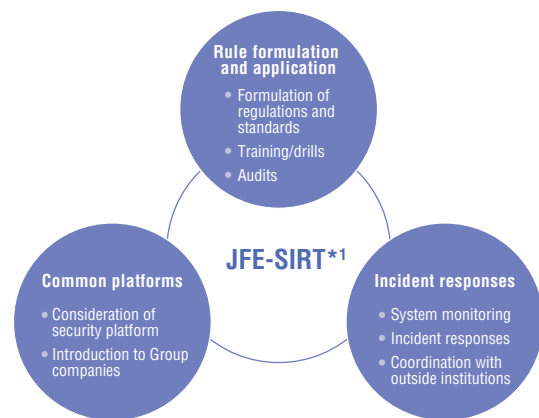 Rule formulation
and application
• Formulation of
regulations and
standards
• Training/drills
• Audits
JFE-SIRT*1
Common platforms
• Consideration of
security platform
• Introduction to Group
companies
Incident responses
• System monitoring
• Incident responses
• Coordination with
outside institutions